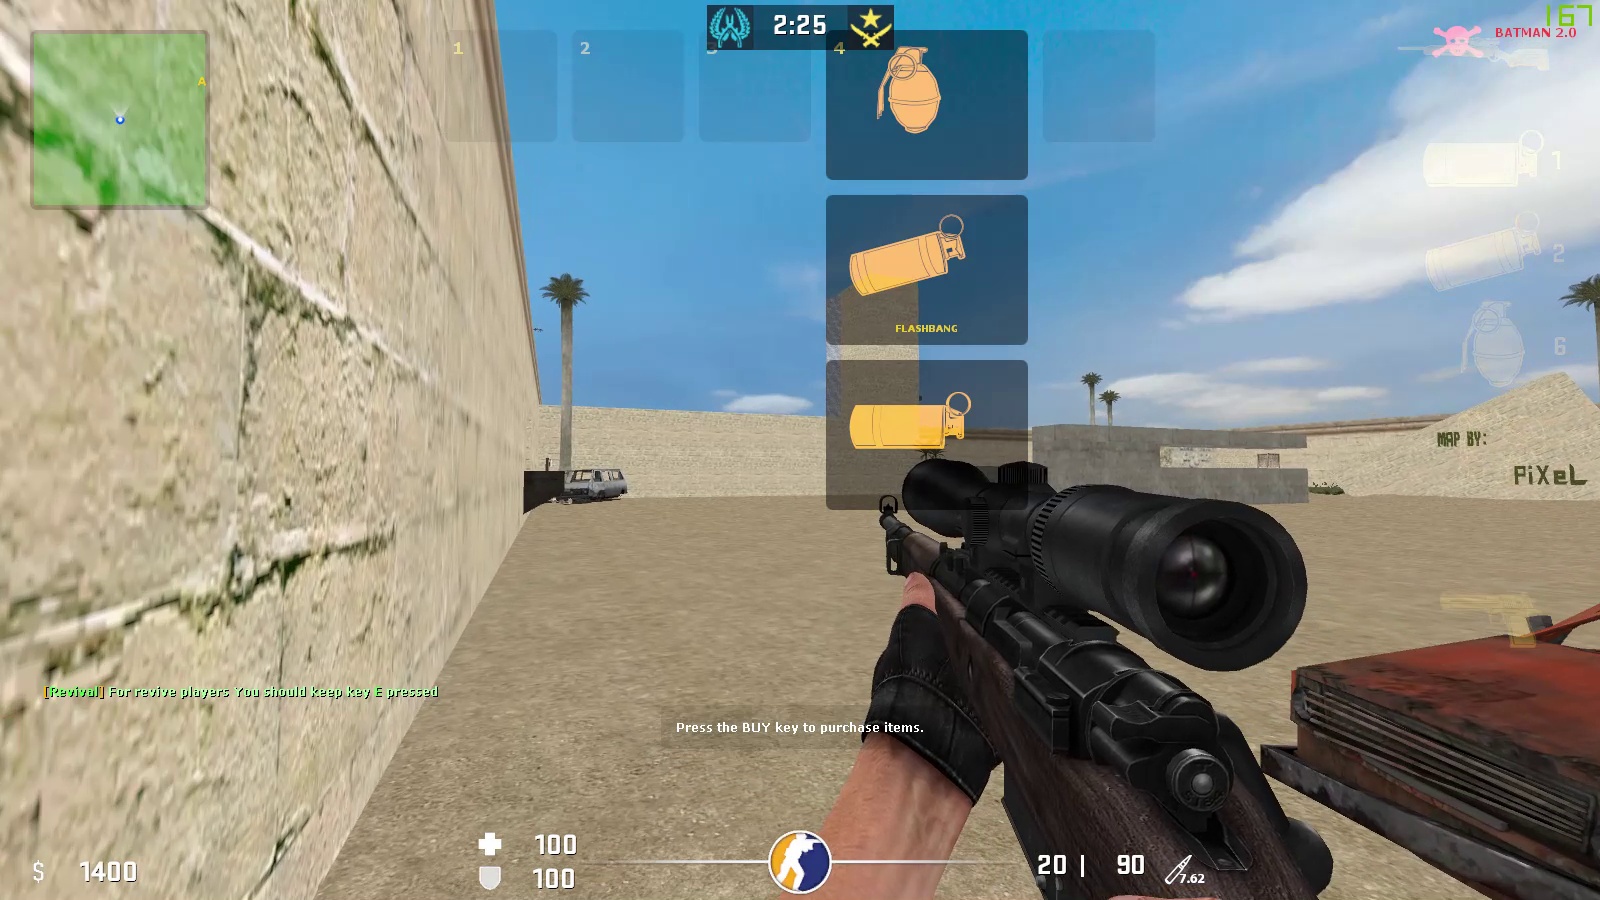 2:25
167
BATMAN 2.0
1
2
3
4
A
1
2
FLASHBANG
6
MAP BY:
PiXeL
[Revival] For revive players You should keep key E pressed
Press the BUY key to purchase items.
$ 1400
100
100
20 | 90
7.62